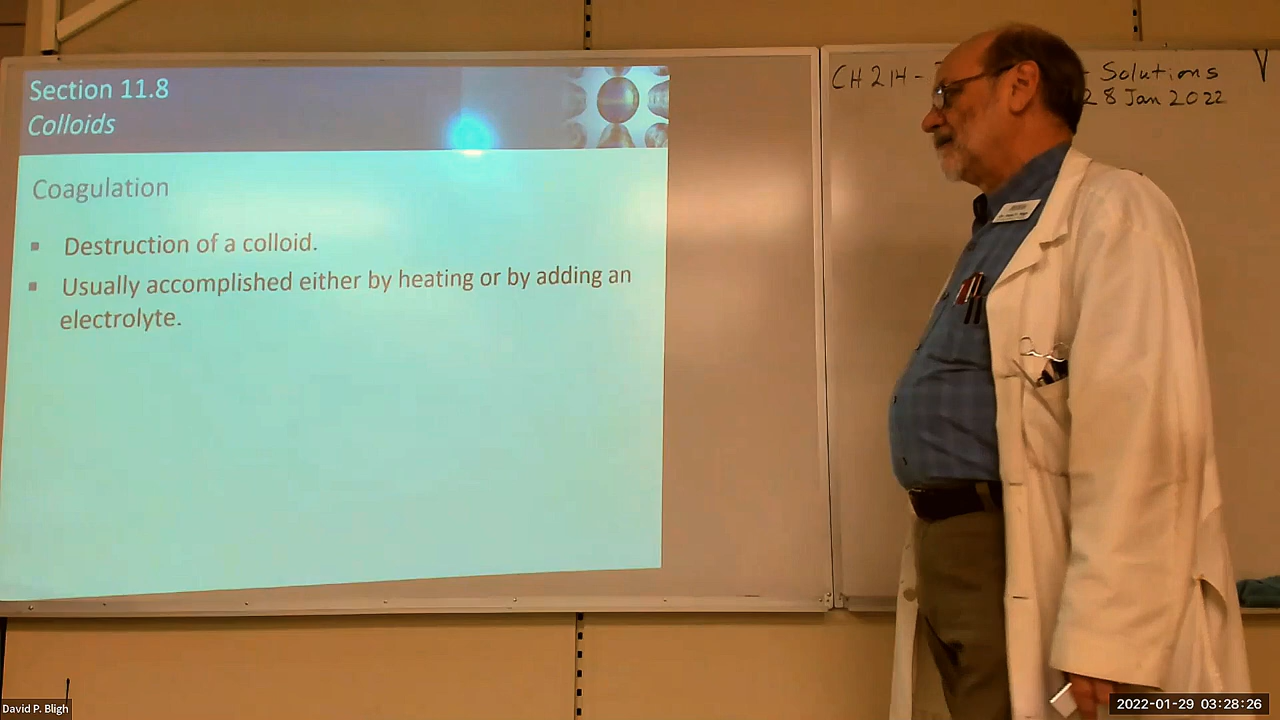 Section 11.8
Colloids
Coagulation
▪ Destruction of a colloid.
▪ Usually accomplished either by heating or by adding an
electrolyte.
CH 214 - Solutions
28 Jan 2022
David P. Bligh
2022-01-29 03:28:26